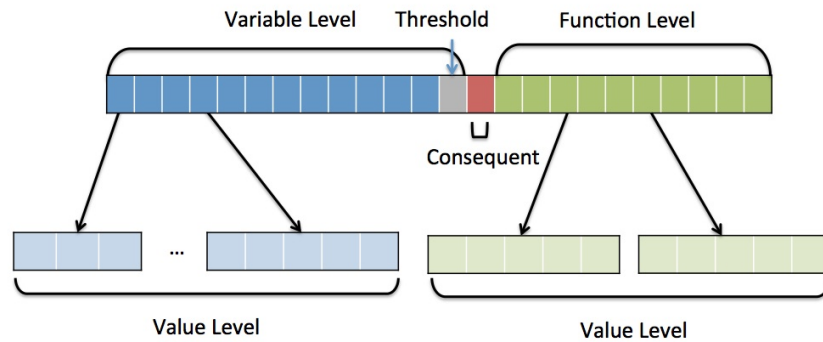 Variable Level
Threshold
Function Level
Consequent
...
Value Level
Value Level